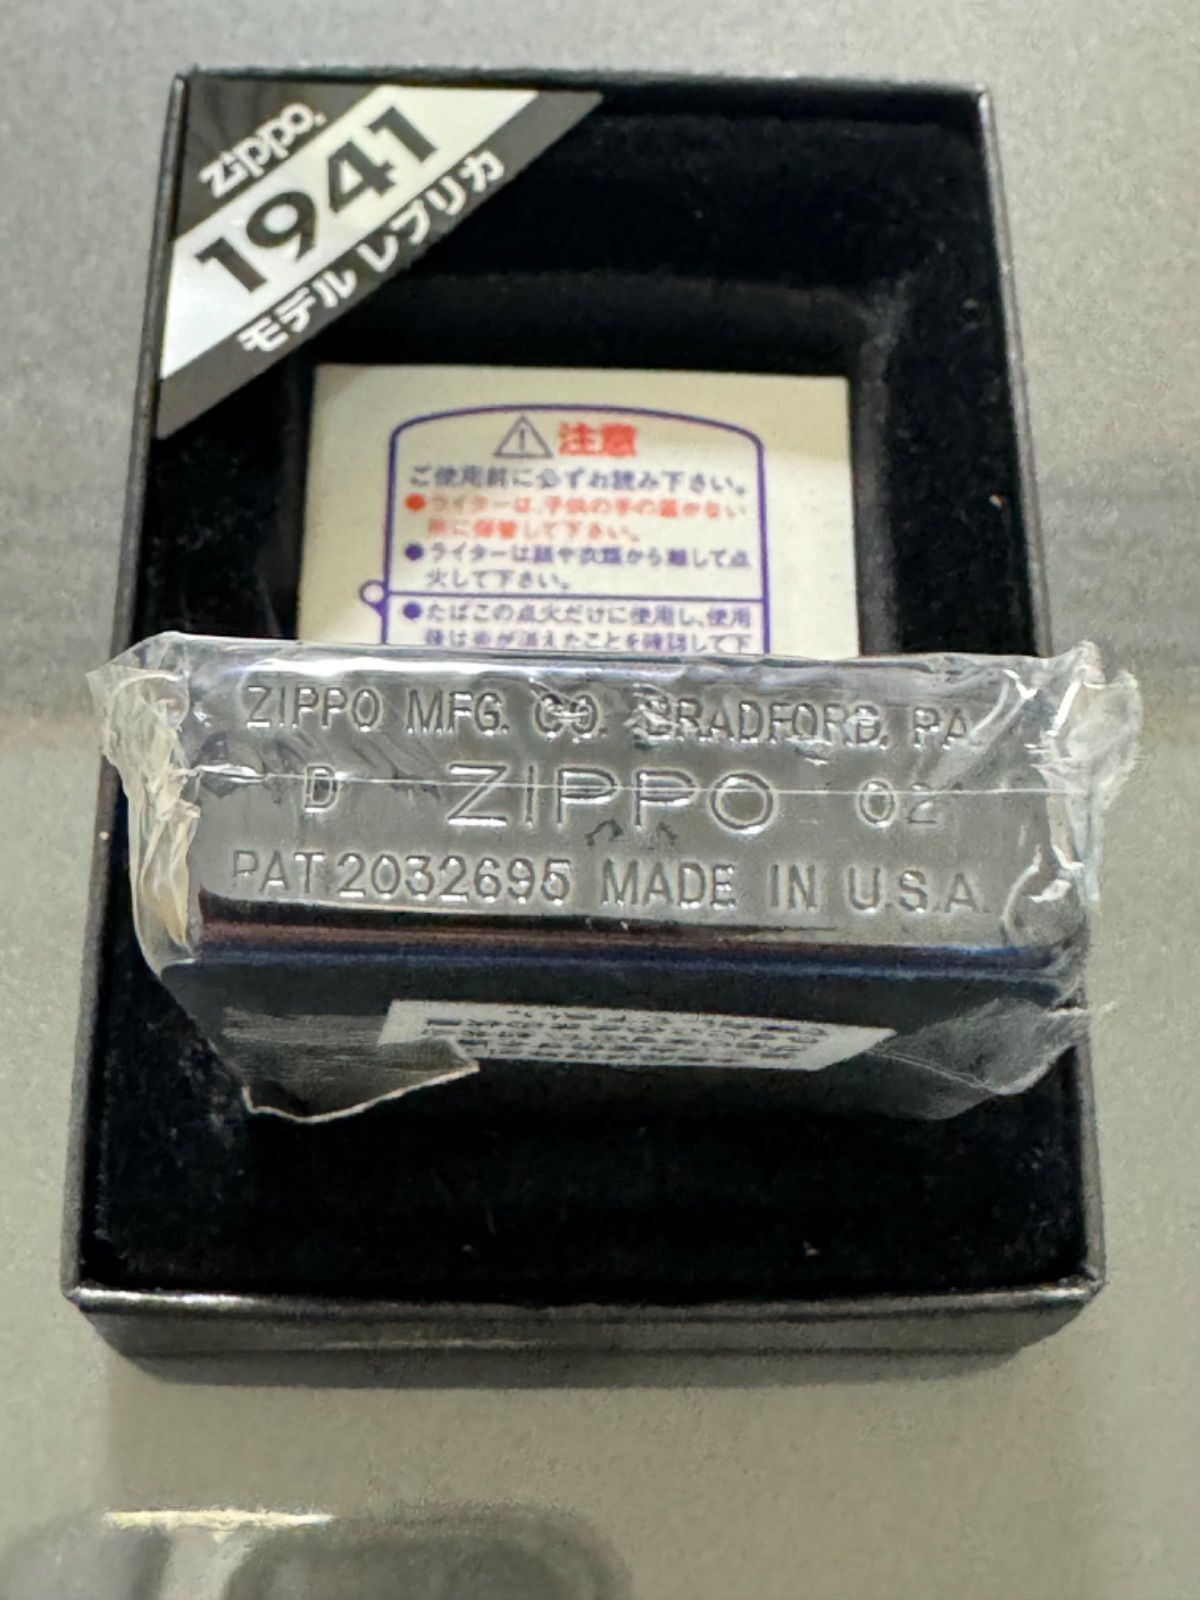 Zippo
1941
モデル レプリカ
注意
ご使用前に必ずお読み下さい。
●ライターは、子供の手の届かない
所に保管して下さい。
●ライターは顔や衣類から離して点
火して下さい。
●たばこの点火だけに使用し、使用
後は炎が消えたことを確認して下
ZIPPO MFG. CO. BRADFORD, PA.
D ZIPPO 02
PAT.2032695 MADE IN U.S.A.